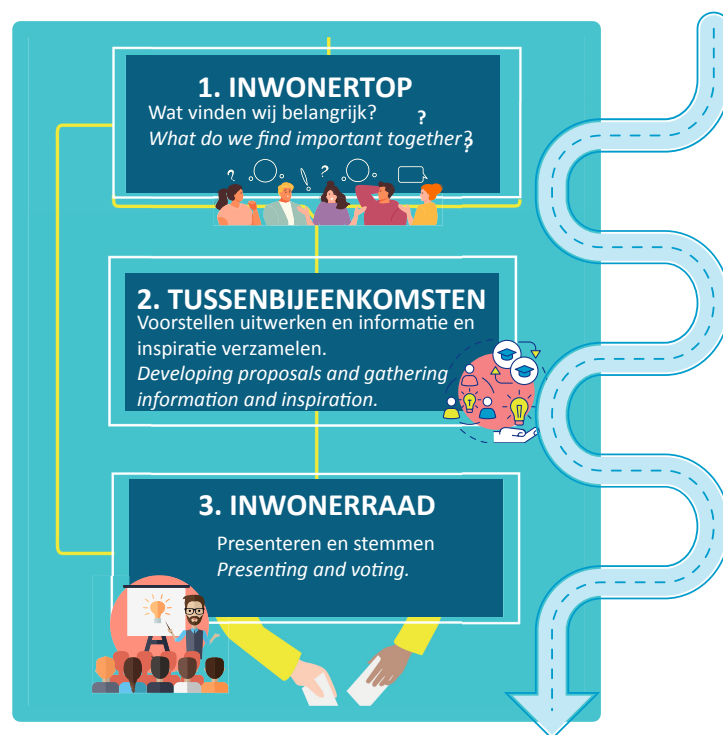 1. INWONERTOP
Wat vinden wij belangrijk? ?
What do we find important together?
? ! ?
2. TUSSENBIJEENKOMSTEN
Voorstellen uitwerken en informatie en
inspiratie verzamelen.
Developing proposals and gathering
information and inspiration.
3. INWONERRAAD
Presenteren en stemmen
Presenting and voting.